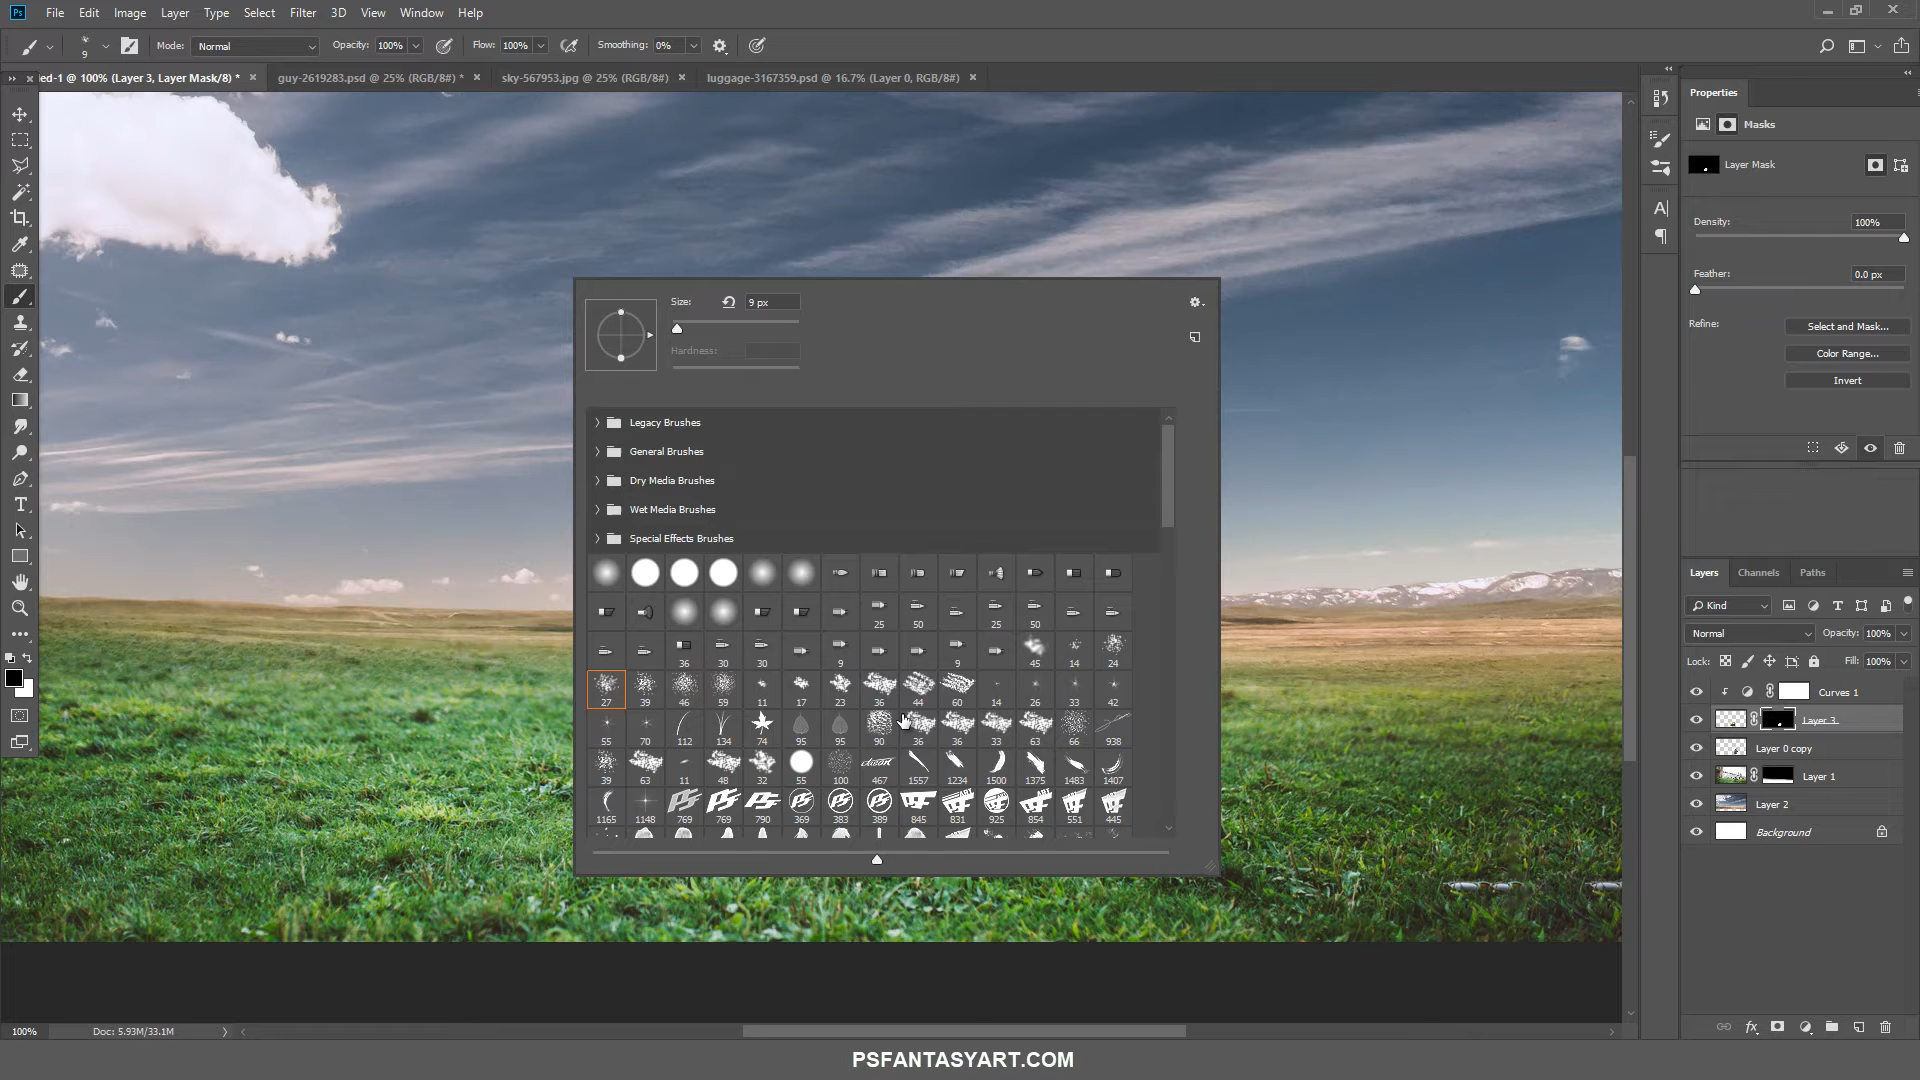 Ps File Edit Image Layer Type Select Filter 3D View Window Help
9 Mode: Normal Opacity: 100% Flow: 100% Smoothing: 0%
ed-1 @ 100% (Layer 3, Layer Mask/8) * guy-2619283.psd @ 25% (RGB/8#) * sky-567953.jpg @ 25% (RGB/8#) luggage-3167359.psd @ 16.7% (Layer 0, RGB/8#)
Properties
Masks
Layer Mask
Density: 100%
Feather: 0.0 px
Refine: Select and Mask...
Color Range...
Invert
Size: 9 px
Hardness:
Legacy Brushes
General Brushes
Dry Media Brushes
Wet Media Brushes
Special Effects Brushes
25 50 25 50
36 30 30 9 9 45 14 24
27 39 46 59 11 17 23 36 44 60 14 26 33 42
55 70 112 134 74 95 95 90 36 36 33 63 66 938
39 63 11 48 32 55 100 467 1557 1234 1500 1375 1483 1407
1165 1148 769 769 790 369 383 389 845 831 925 854 551 445
Layers Channels Paths
Kind
Normal Opacity: 100%
Lock: Fill: 100%
Curves 1
Layer 3
Layer 0 copy
Layer 1
Layer 2
Background
100% Doc: 5.93M/33.1M
PSFANTASYART.COM